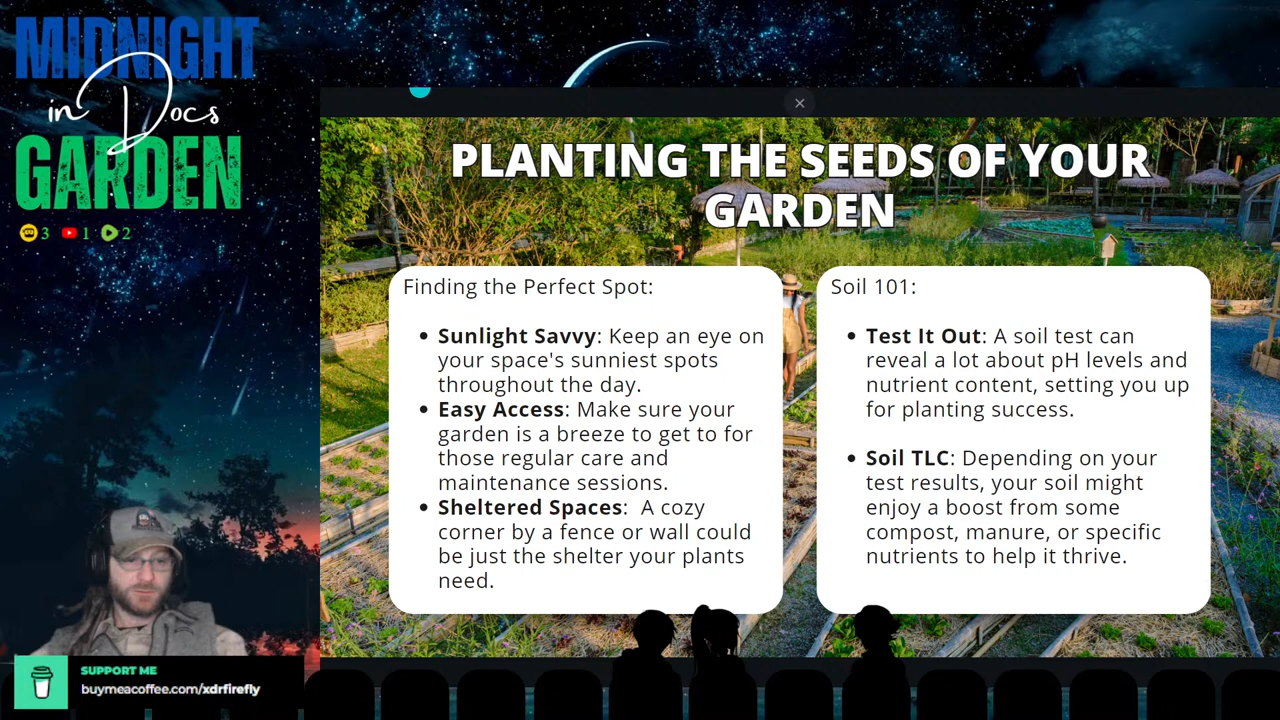 MIDNIGHT
in Docs
GARDEN
3 1 2
PLANTING THE SEEDS OF YOUR
GARDEN
Finding the Perfect Spot:
• Sunlight Savvy: Keep an eye on
your space's sunniest spots
throughout the day.
• Easy Access: Make sure your
garden is a breeze to get to for
those regular care and
maintenance sessions.
• Sheltered Spaces:  A cozy
corner by a fence or wall could
be just the shelter your plants
need.
Soil 101:
• Test It Out: A soil test can
reveal a lot about pH levels and
nutrient content, setting you up
for planting success.
• Soil TLC: Depending on your
test results, your soil might
enjoy a boost from some
compost, manure, or specific
nutrients to help it thrive.
SUPPORT ME
buymeacoffee.com/xdrfirefly